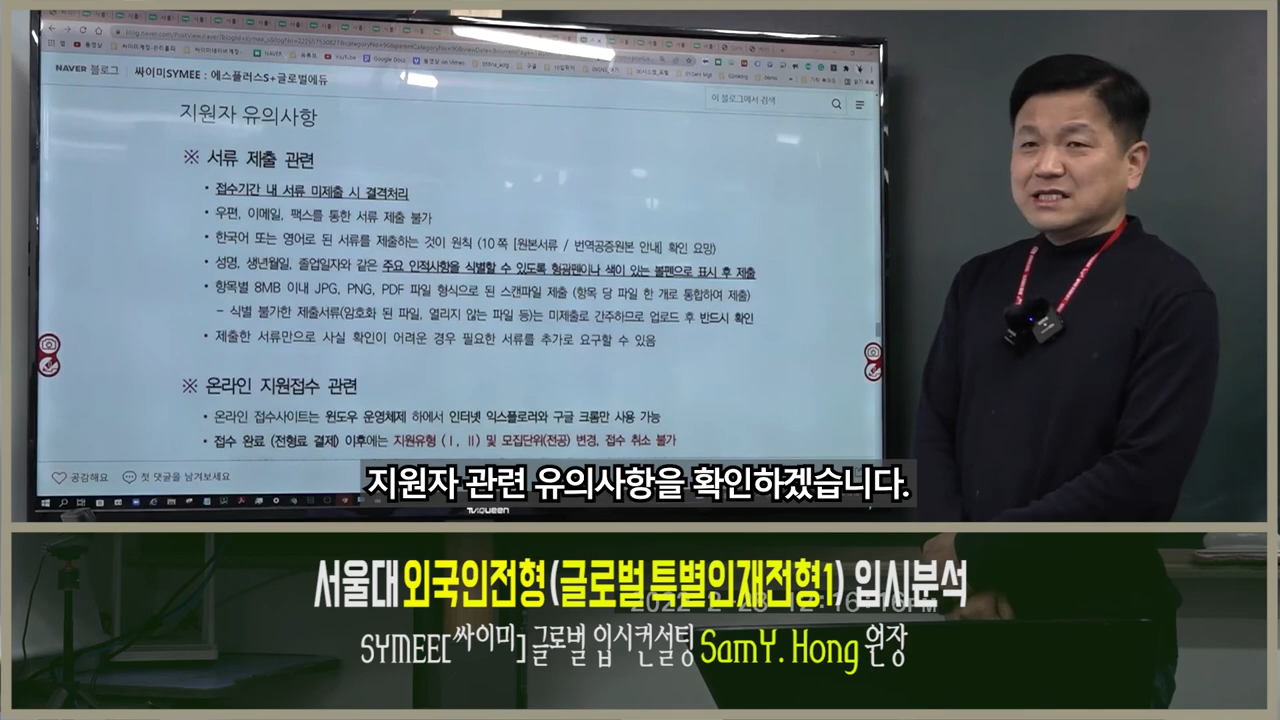 NAVER 블로그 싸이미SYMEE : 에스플러스S+글로벌에듀
이 블로그에서 검색
지원자 유의사항
※ 서류 제출 관련
• 접수기간 내 서류 미제출 시 결격처리
• 우편, 이메일, 팩스를 통한 서류 제출 불가
• 한국어 또는 영어로 된 서류를 제출하는 것이 원칙 (10쪽 [원본서류 / 번역공증원본 안내] 확인 요망)
• 성명, 생년월일, 졸업일자와 같은 주요 인적사항을 식별할 수 있도록 형광펜이나 색이 있는 볼펜으로 표시 후 제출
• 항목별 8MB 이내 JPG, PNG, PDF 파일 형식으로 된 스캔파일 제출 (항목 당 파일 한 개로 통합하여 제출)
– 식별 불가한 제출서류(암호화 된 파일, 열리지 않는 파일 등)는 미제출로 간주하므로 업로드 후 반드시 확인
• 제출한 서류만으로 사실 확인이 어려운 경우 필요한 서류를 추가로 요구할 수 있음
※ 온라인 지원접수 관련
• 온라인 접수사이트는 윈도우 운영체제 하에서 인터넷 익스플로러와 구글 크롬만 사용 가능
• 접수 완료 (전형료 결제) 이후에는 지원유형 (Ⅰ, Ⅱ) 및 모집단위(전공) 변경, 접수 취소 불가
공감해요 첫 댓글을 남겨보세요
지원자 관련 유의사항을 확인하겠습니다.
서울대 외국인전형 (글로벌 특별인재전형1) 입시분석
SYMEE[싸이미] 글로벌 입시컨설팅 Sam Y. Hong 원장